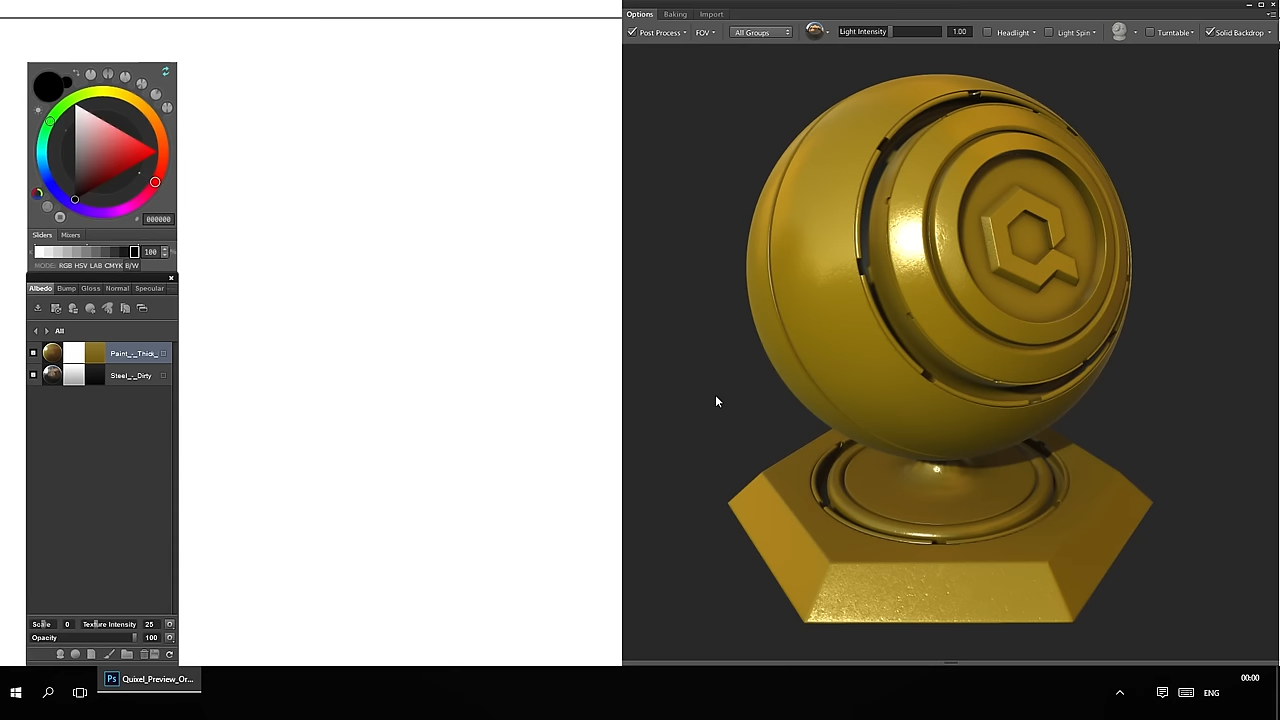 Options Baking Import
Post Process FOV All Groups Light Intensity 1.00 Headlight Light Spin Turntable Solid Backdrop
# 000000
Sliders Mixers
100
MODE: RGB HSV LAB CMYK B/W
Albedo Bump Gloss Normal Specular
All
Paint_-_Thick_
Steel_-_Dirty
Scale 0 Texture Intensity 25
Opacity 100
Ps Quixel_Preview_Or...
ENG
00:00